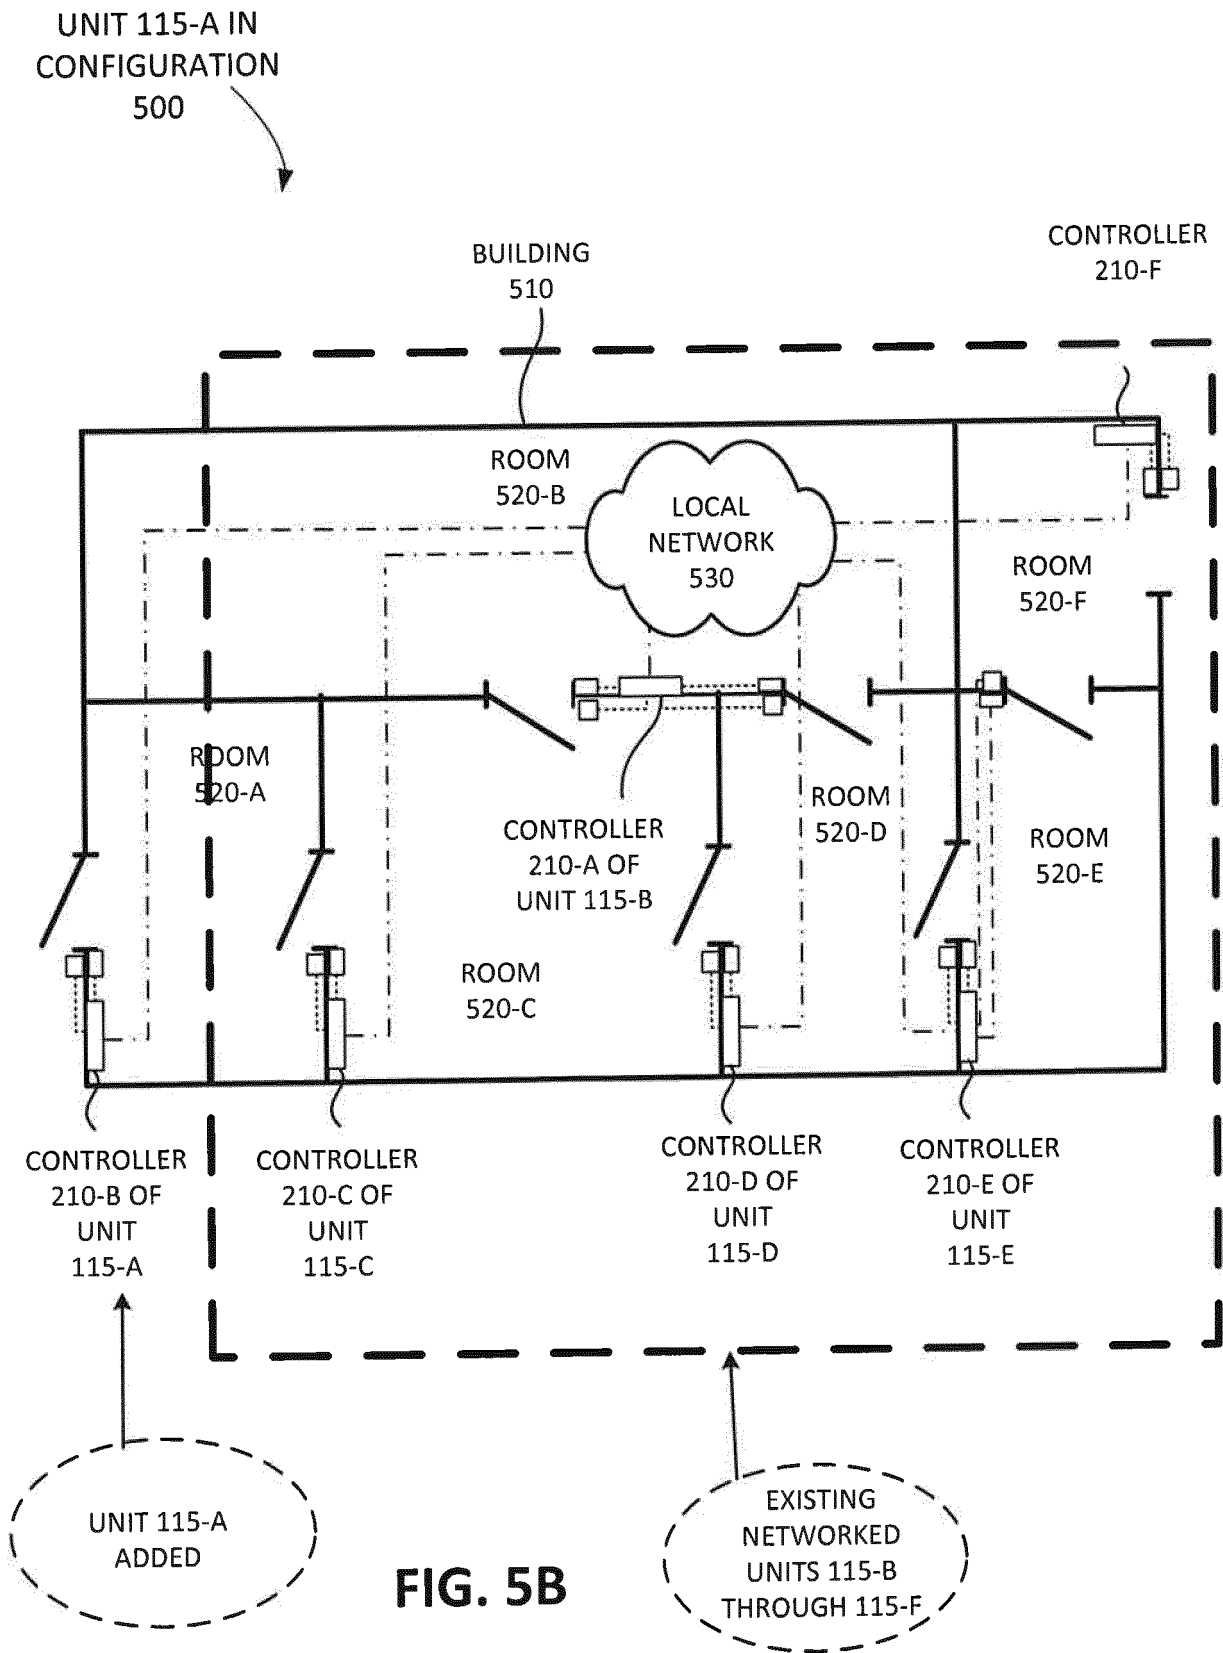 UNIT 115-A IN
CONFIGURATION
500
BUILDING
510
CONTROLLER
210-F
ROOM
520-B
LOCAL
NETWORK
530
ROOM
520-F
ROOM
520-A
CONTROLLER
210-A OF
UNIT 115-B
ROOM
520-D
ROOM
520-E
ROOM
520-C
CONTROLLER
210-B OF
UNIT
115-A
CONTROLLER
210-C OF
UNIT
115-C
CONTROLLER
210-D OF
UNIT
115-D
CONTROLLER
210-E OF
UNIT
115-E
UNIT 115-A
ADDED
EXISTING
NETWORKED
UNITS 115-B
THROUGH 115-F
FIG. 5B